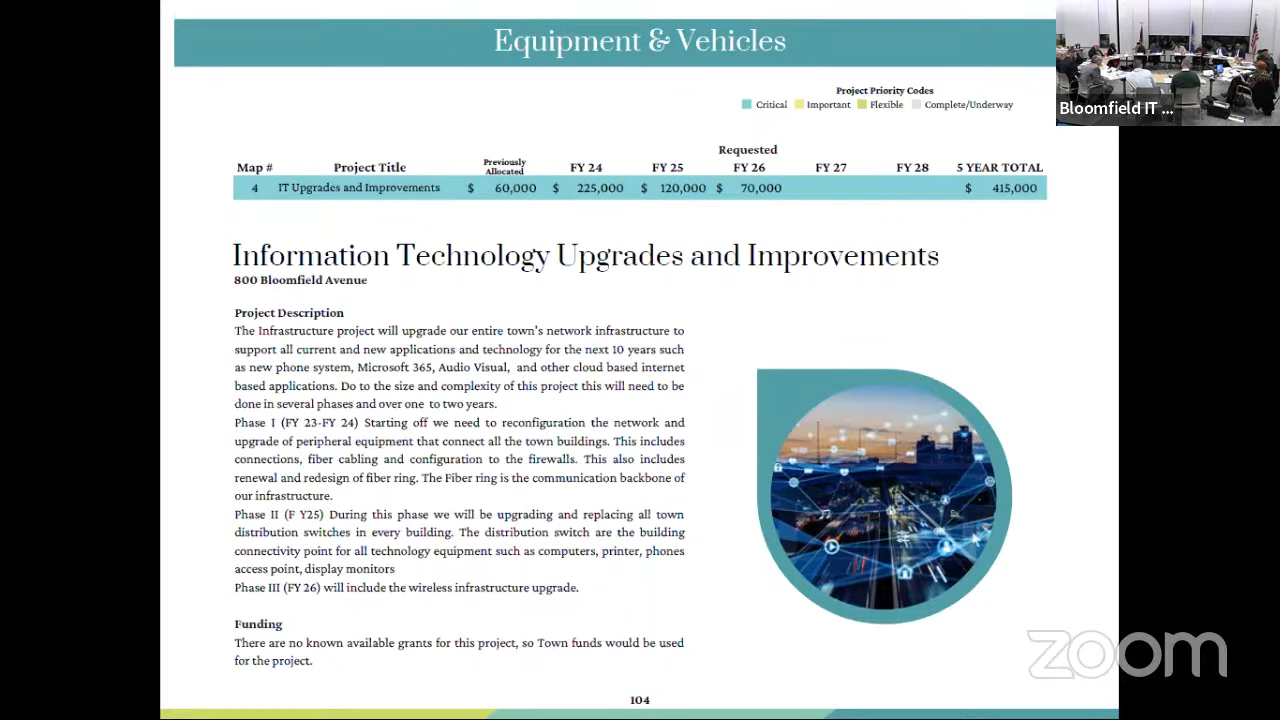 Equipment & Vehicles
Project Priority Codes
Critical Important Flexible Complete/Underway
Bloomfield IT ...
Requested
Map # Project Title Previously Allocated FY 24 FY 25 FY 26 FY 27 FY 28 5 YEAR TOTAL
4 IT Upgrades and Improvements $ 60,000 $ 225,000 $ 120,000 $ 70,000 $ 415,000
Information Technology Upgrades and Improvements
800 Bloomfield Avenue
Project Description
The Infrastructure project will upgrade our entire town's network infrastructure to
support all current and new applications and technology for the next 10 years such
as new phone system, Microsoft 365, Audio Visual, and other cloud based internet
based applications. Do to the size and complexity of this project this will need to be
done in several phases and over one to two years.
Phase I (FY 23-FY 24) Starting off we need to reconfiguration the network and
upgrade of peripheral equipment that connect all the town buildings. This includes
connections, fiber cabling and configuration to the firewalls. This also includes
renewal and redesign of fiber ring. The Fiber ring is the communication backbone of
our infrastructure.
Phase II (F Y25) During this phase we will be upgrading and replacing all town
distribution switches in every building. The distribution switch are the building
connectivity point for all technology equipment such as computers, printer, phones
access point, display monitors
Phase III (FY 26) will include the wireless infrastructure upgrade.
Funding
There are no known available grants for this project, so Town funds would be used
for the project.
zoom
104